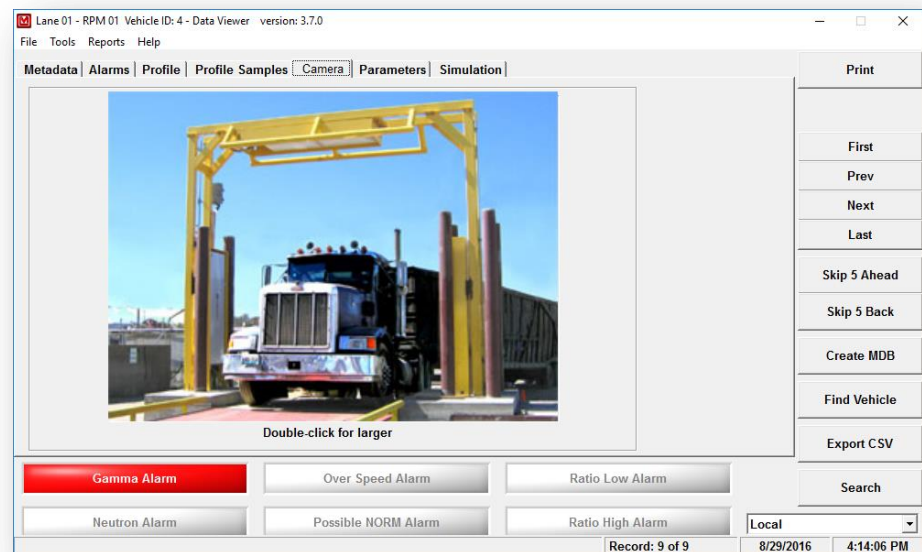 Lane 01 - RPM 01 Vehicle ID: 4 - Data Viewer version: 3.7.0
File Tools Reports Help
Metadata Alarms Profile Profile Samples Camera Parameters Simulation
Print
First
Prev
Next
Last
Skip 5 Ahead
Skip 5 Back
Create MDB
Find Vehicle
Export CSV
Search
Double-click for larger
Gamma Alarm Over Speed Alarm Ratio Low Alarm
Neutron Alarm Possible NORM Alarm Ratio High Alarm
Local
Record: 9 of 9 8/29/2016 4:14:06 PM